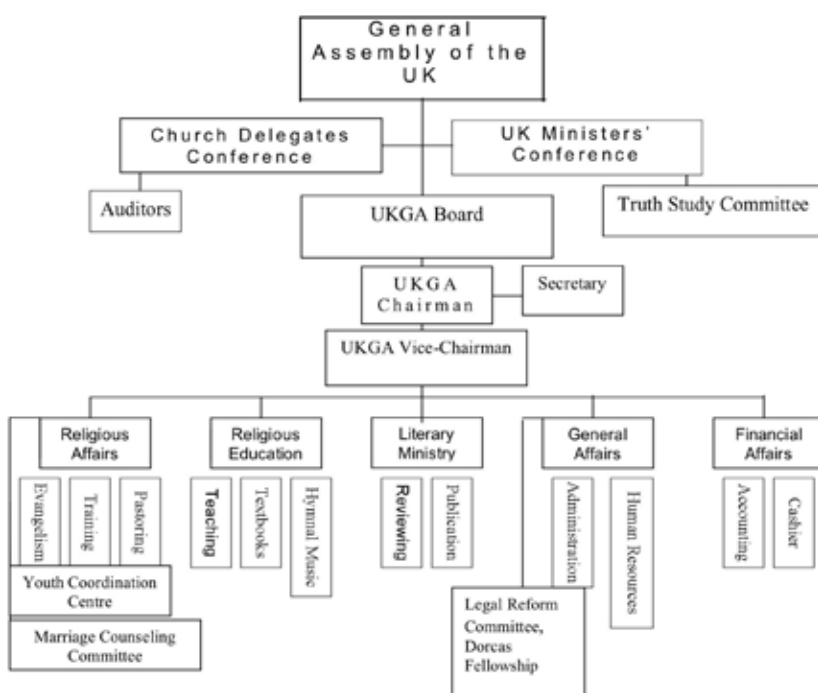 General
Assembly of the
UK
Church Delegates
Conference
UK Ministers'
Conference
Auditors
Truth Study Committee
UKGA Board
UKGA
Chairman
Secretary
UKGA Vice-Chairman
Religious
Affairs
Religious
Education
Literary
Ministry
General
Affairs
Financial
Affairs
Evangelism
Training
Pastoring
Teaching
Textbooks
Hymnal Music
Reviewing
Publication
Administration
Human Resources
Accounting
Cashier
Youth Coordination
Centre
Marriage Counseling
Committee
Legal Reform
Committee,
Dorcas
Fellowship